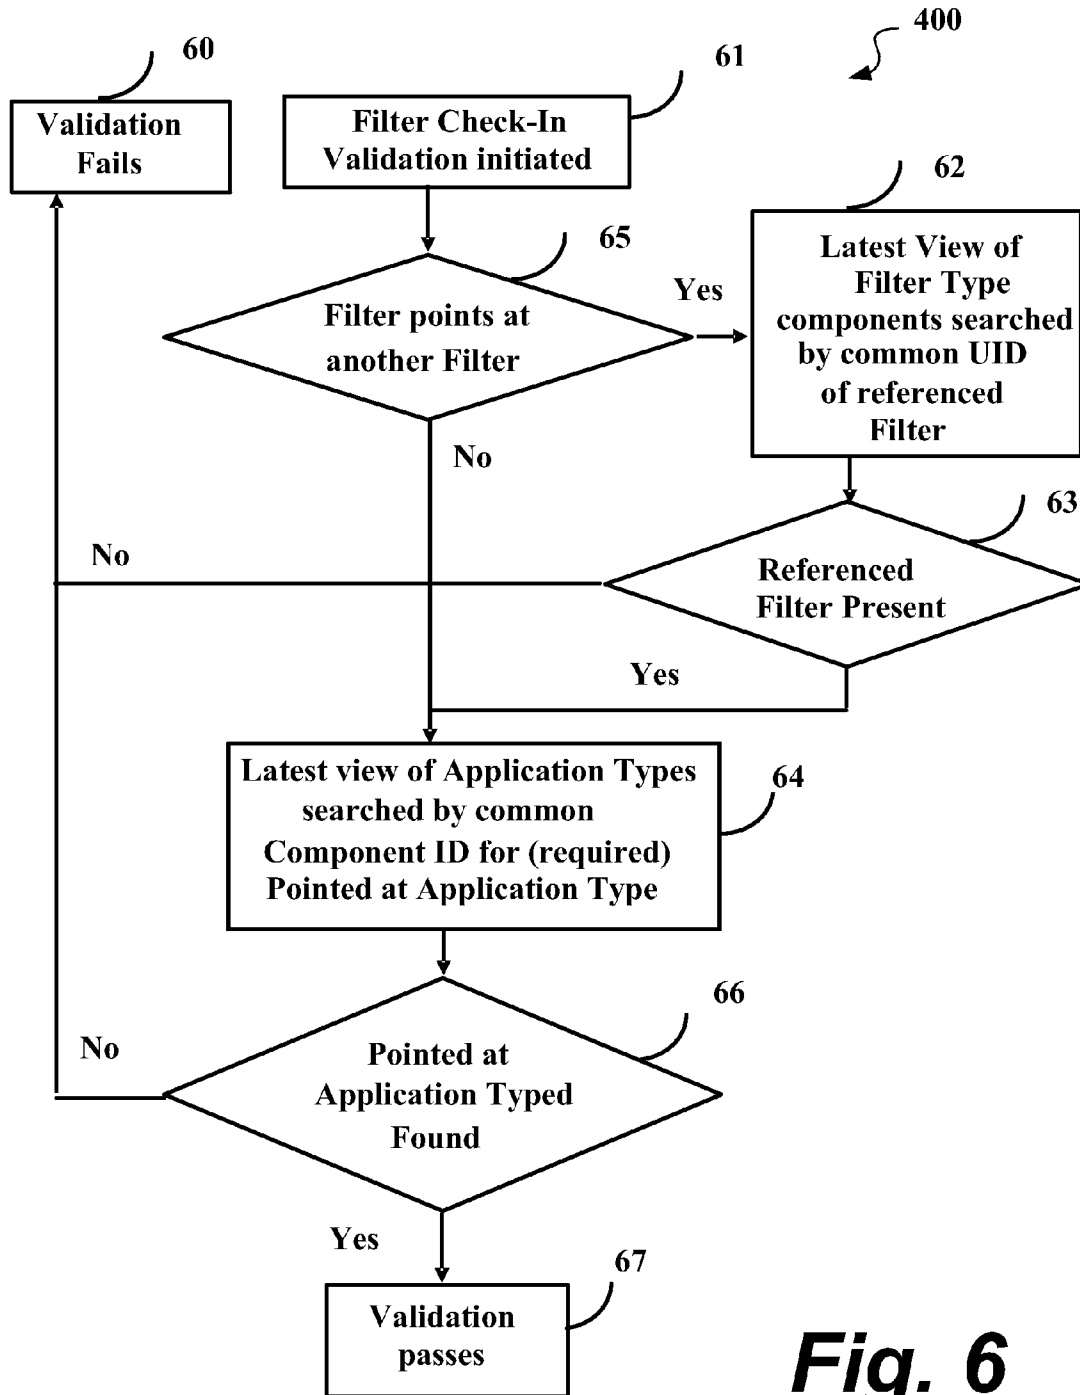 400
60
61
Validation
Fails
Filter Check-In
Validation initiated
62
65
Latest View of
Filter Type
components searched
by common UID
of referenced
Filter
Yes
Filter points at
another Filter
No
63
No
Referenced
Filter Present
Yes
Latest view of Application Types
searched by common
Component ID for (required)
Pointed at Application Type
64
66
No
Pointed at
Application Typed
Found
Yes
67
Validation
passes
Fig. 6